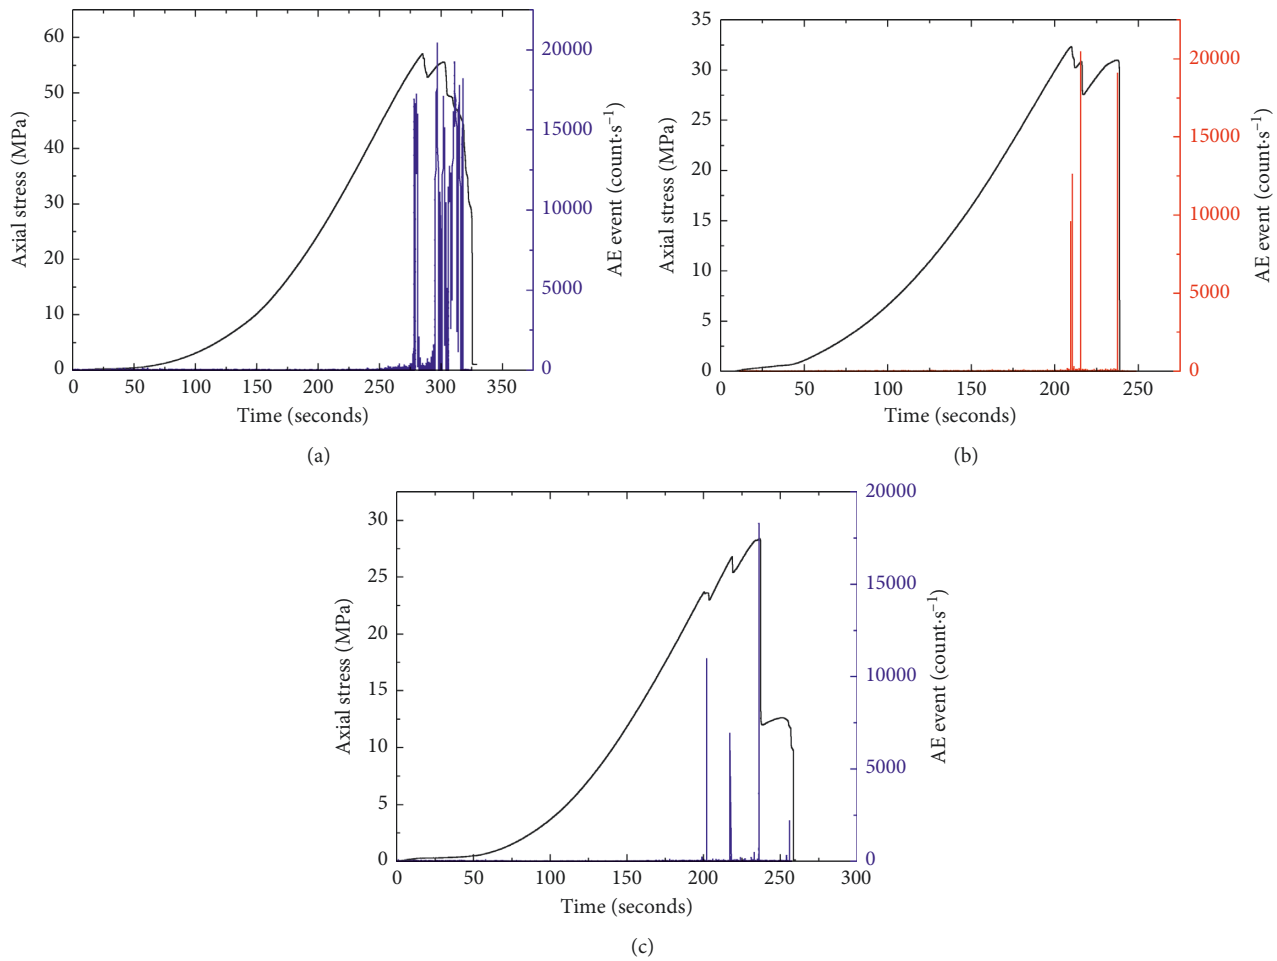 60
50
40
30
20
10
0
Axial stress (MPa)
20000
15000
10000
5000
0
AE event (count·s⁻¹)
0 50 100 150 200 250 300 350
Time (seconds)
(a)
35
30
25
20
15
10
5
0
Axial stress (MPa)
20000
15000
10000
5000
0
AE event (count·s⁻¹)
0 50 100 150 200 250
Time (seconds)
(b)
30
25
20
15
10
5
0
Axial stress (MPa)
20000
15000
10000
5000
0
AE event (count·s⁻¹)
0 50 100 150 200 250 300
Time (seconds)
(c)